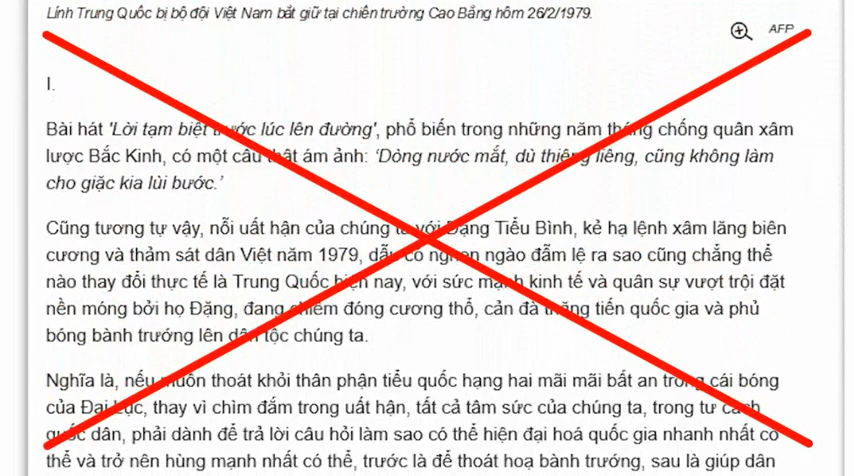 Lính Trung Quốc bị bộ đội Việt Nam bắt giữ tại chiến trường Cao Bằng hôm 26/2/1979.
AFP
I.
Bài hát 'Lời tạm biệt trước lúc lên đường', phổ biến trong những năm tháng chống quân xâm
lược Bắc Kinh, có một câu thật ám ảnh: 'Dòng nước mắt, dù thiêng liêng, cũng không làm
cho giặc kia lùi bước.'
Cũng tương tự vậy, nỗi uất hận của chúng ta với Đặng Tiểu Bình, kẻ hạ lệnh xâm lăng biên
cương và thảm sát dân Việt năm 1979, dẫu có nghẹn ngào đẫm lệ ra sao cũng chẳng thể
nào thay đổi thực tế là Trung Quốc hiện nay, với sức mạnh kinh tế và quân sự vượt trội đặt
nền móng bởi họ Đặng, đang chiếm đóng cương thổ, cản đà thăng tiến quốc gia và phủ
bóng bành trướng lên dân tộc chúng ta.
Nghĩa là, nếu muốn thoát khỏi thân phận tiểu quốc hạng hai mãi mãi bất an trong cái bóng
của Đại Lục, thay vì chìm đắm trong uất hận, tất cả tâm sức của chúng ta, trong tư cách
quốc dân, phải dành để trả lời câu hỏi làm sao có thể hiện đại hoá quốc gia nhanh nhất có
thể và trở nên hùng mạnh nhất có thể, trước là để thoát hoạ bành trướng, sau là giúp dân